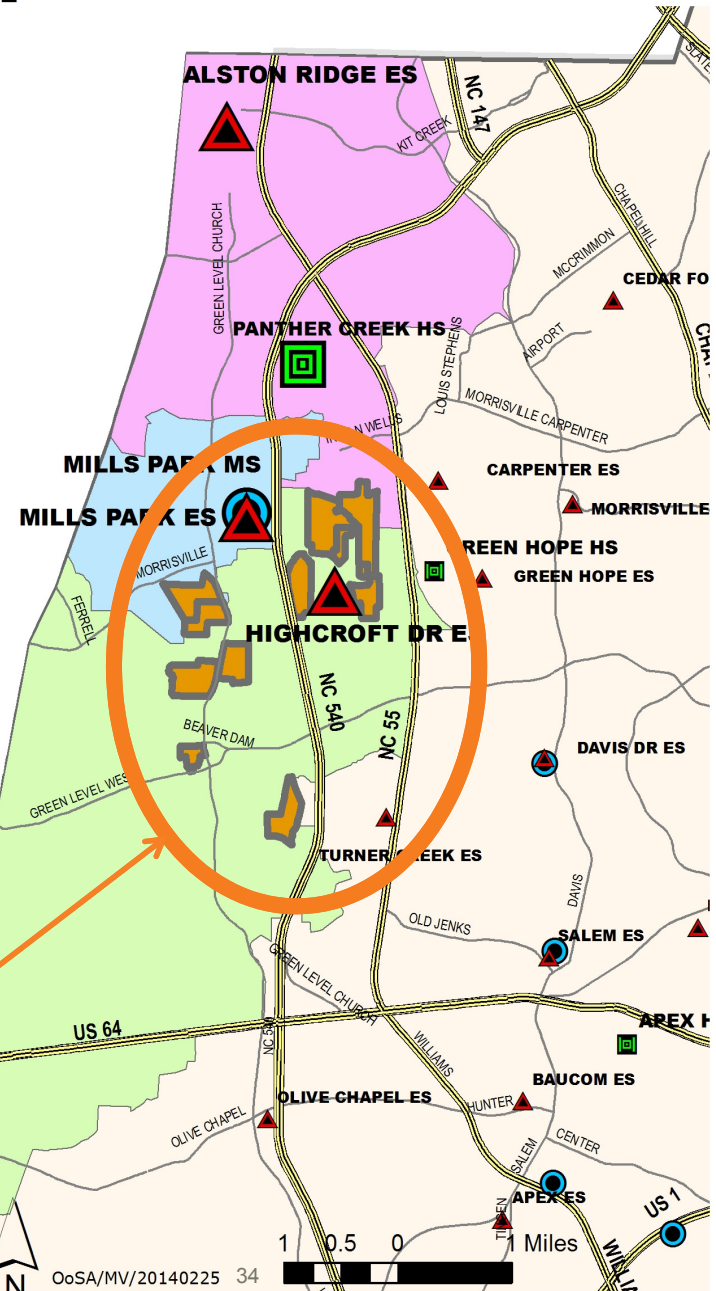 ALSTON RIDGE ES
NC 147
KIT CREEK
GREEN LEVEL CHURCH
CHAPEL HILL
MCCRIMMON
CEDAR FO
PANTHER CREEK HS
LOUIS STEPHENS
AIRPORT
MORRISVILLE CARPENTER
MILLS PARK MS
CARPENTER ES
MILLS PARK ES
MORRISVILLE
REEN HOPE HS
MORRISVILLE
GREEN HOPE ES
FERRELL
HIGHCROFT DR E
NC 540
NC 55
BEAVER DAM
DAVIS DR ES
GREEN LEVEL WES
TURNER CREEK ES
DAVIS
OLD JENKS
SALEM ES
GREEN LEVEL CHURCH
US 64
NC 540
APEX H
WILLIAMS
BAUCOM ES
OLIVE CHAPEL ES
HUNTER
OLIVE CHAPEL
CENTER
SALEM
APEX ES
US 1
1 0.5 0 1 Miles
N
OoSA/MV/20140225 34